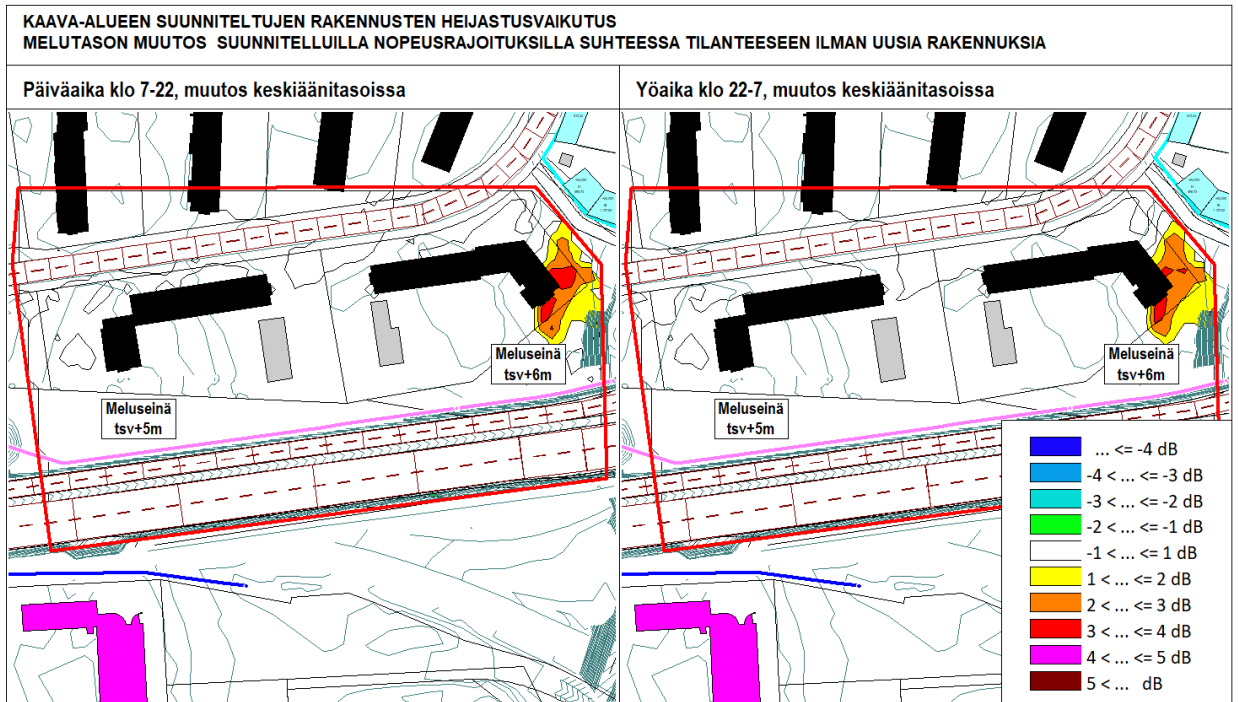 KAAVA-ALUEEN SUUNNITELTUJEN RAKENNUSTEN HEIJASTUSVAIKUTUS
MELUTASON MUUTOS SUUNNITELLUILLA NOPEUSRAJOITUKSILLA SUHTEESSA TILANTEESEEN ILMAN UUSIA RAKENNUKSIA
Päiväaika klo 7-22, muutos keskiäänitasoissa
Yöaika klo 22-7, muutos keskiäänitasoissa
Meluseinä
tsv+6m
Meluseinä
tsv+5m
Meluseinä
tsv+6m
Meluseinä
tsv+5m
... <= -4 dB
-4 < ... <= -3 dB
-3 < ... <= -2 dB
-2 < ... <= -1 dB
-1 < ... <= 1 dB
1 < ... <= 2 dB
2 < ... <= 3 dB
3 < ... <= 4 dB
4 < ... <= 5 dB
5 < ... dB